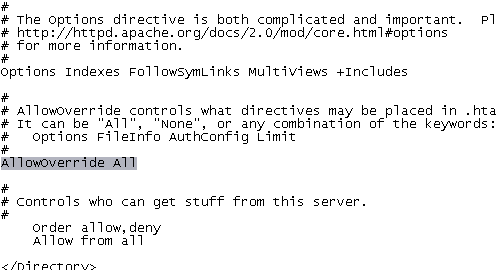 #
# The Options directive is both complicated and important. Pl
# http://httpd.apache.org/docs/2.0/mod/core.html#options
# for more information.
#
Options Indexes FollowSymLinks MultiViews +Includes
#
# AllowOverride controls what directives may be placed in .hta
# It can be "All", "None", or any combination of the keywords:
#   Options FileInfo AuthConfig Limit
#
AllowOverride All
#
# Controls who can get stuff from this server.
#
    Order allow,deny
    Allow from all
</Directory>